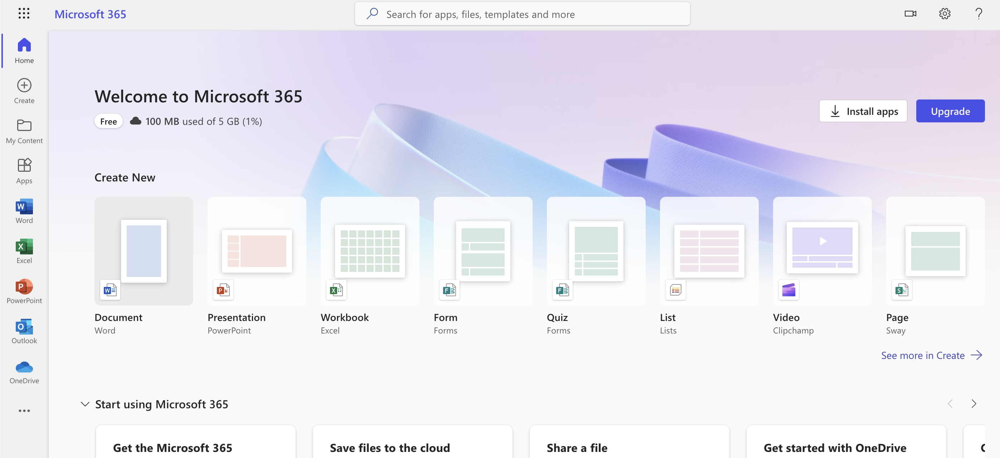 Microsoft 365
Search for apps, files, templates and more
Home
Create
My Content
Apps
Word
Excel
PowerPoint
Outlook
OneDrive
Welcome to Microsoft 365
Free 100 MB used of 5 GB (1%)
Install apps
Upgrade
Create New
W
Document
Word
P
Presentation
PowerPoint
X
Workbook
Excel
F
Form
Forms
F
Quiz
Forms
List
Lists
Video
Clipchamp
S
Page
Sway
See more in Create
Start using Microsoft 365
Get the Microsoft 365
Save files to the cloud
Share a file
Get started with OneDrive